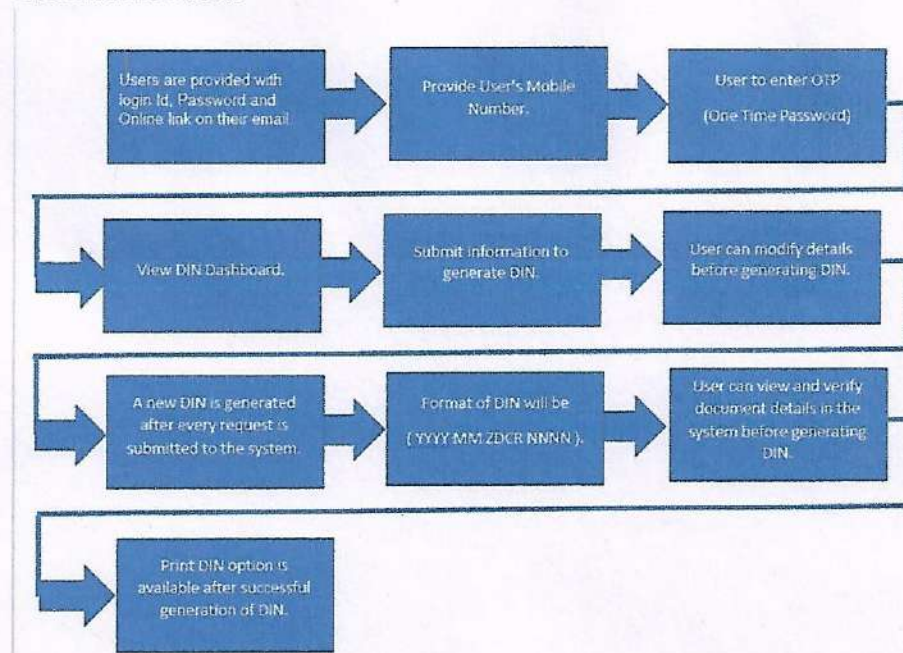 Users are provided with
login Id, Password and
Online link on their email
Provide User's Mobile
Number.
User to enter OTP
(One Time Password)
View DIN Dashboard.
Submit information to
generate DIN.
User can modify details
before generating DIN.
A new DIN is generated
after every request is
submitted to the system.
Format of DIN will be
( YYYY MM ZDCR NNNN ).
User can view and verify
document details in the
system before generating
DIN.
Print DIN option is
available after successful
generation of DIN.